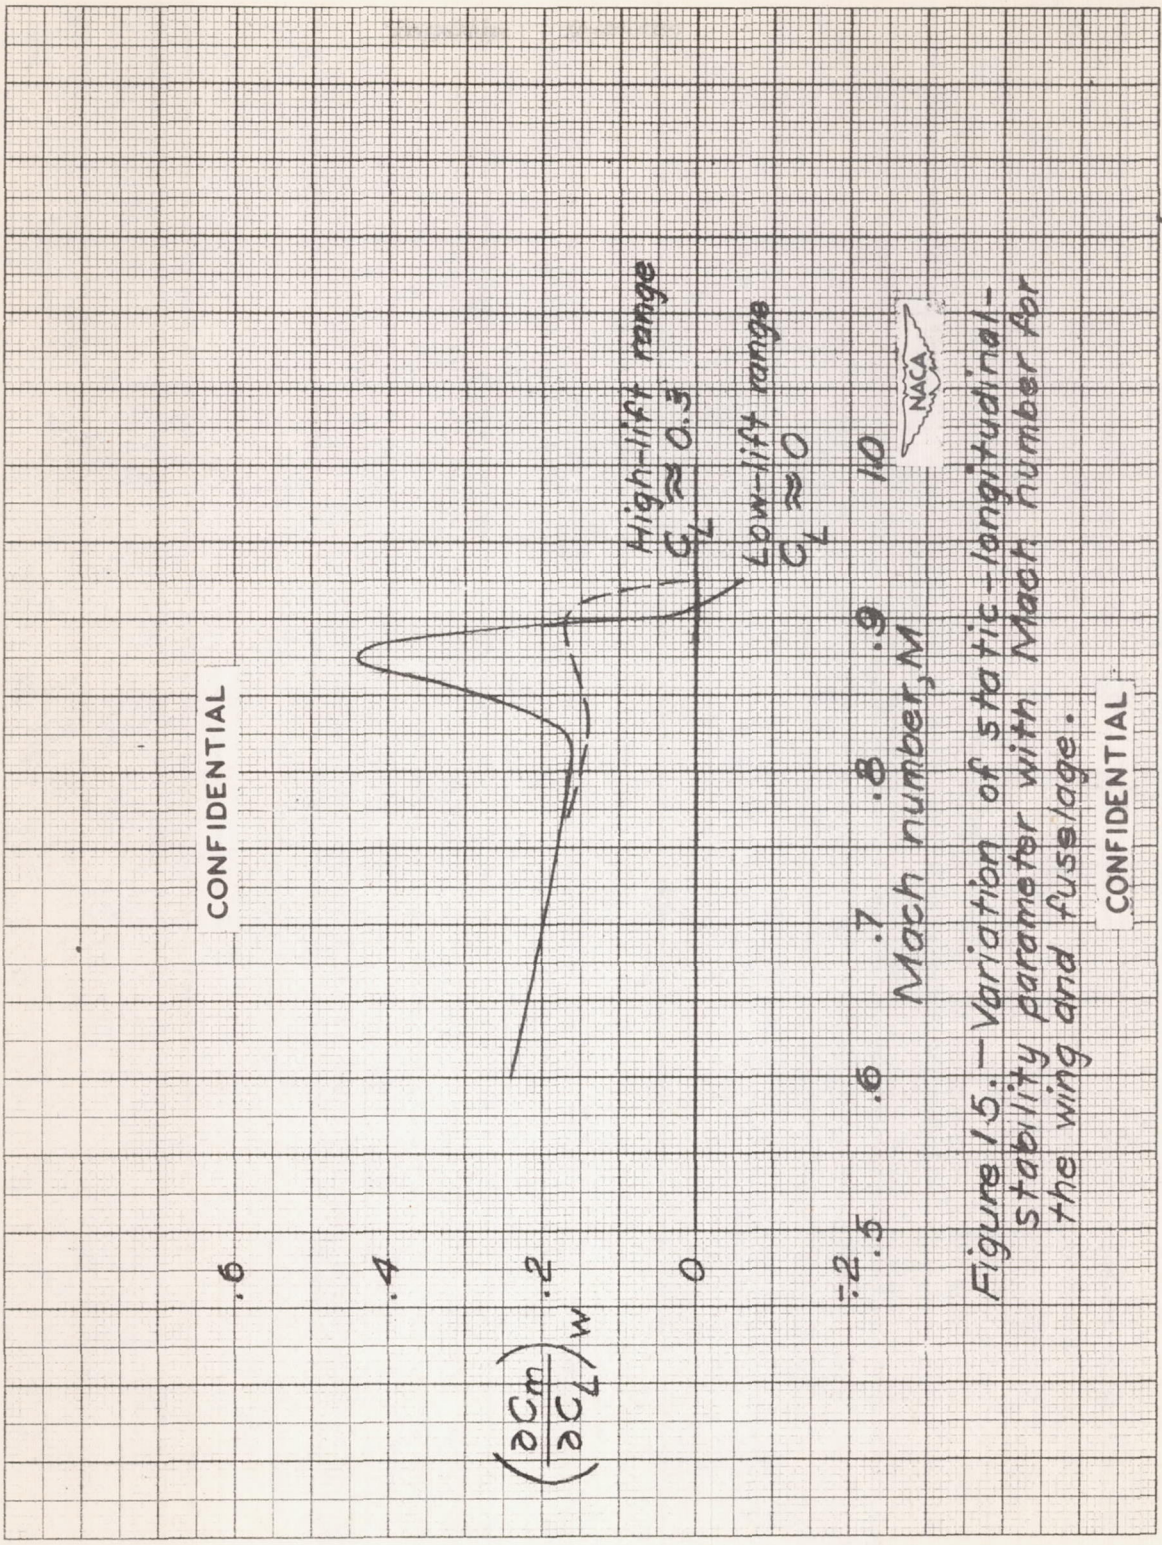 CONFIDENTIAL
.6
.4
.2
0
-.2
(∂Cm/∂CL)w
High-lift range
CL ≈ 0.3
Low-lift range
CL ≈ 0
.5 .6 .7 .8 .9 1.0
Mach number, M
NACA
Figure 15.—Variation of static-longitudinal-
stability parameter with Mach number for
the wing and fuselage.
CONFIDENTIAL